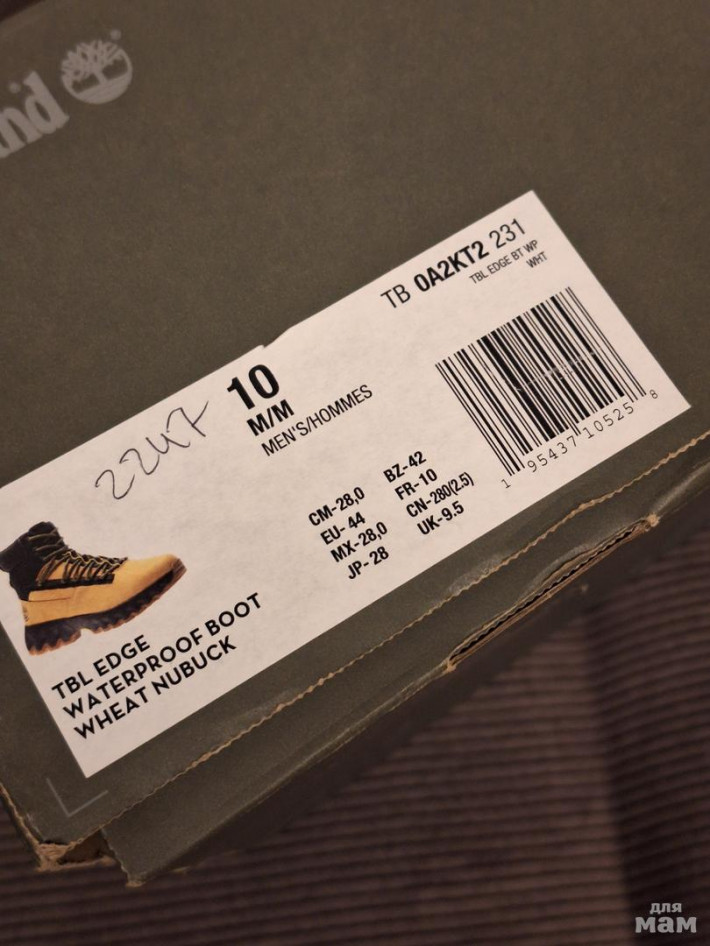 nd
TB 0A2KT2 231
TBL EDGE BT WP
WHT
10
M/M
MEN'S/HOMMES
2247
CM-28,0 BZ-42
EU-44 FR-10
MX-28,0 CN-280(2.5)
JP-28 UK-9.5
1 95437 10525 8
TBL EDGE
WATERPROOF BOOT
WHEAT NUBUCK
для
мам